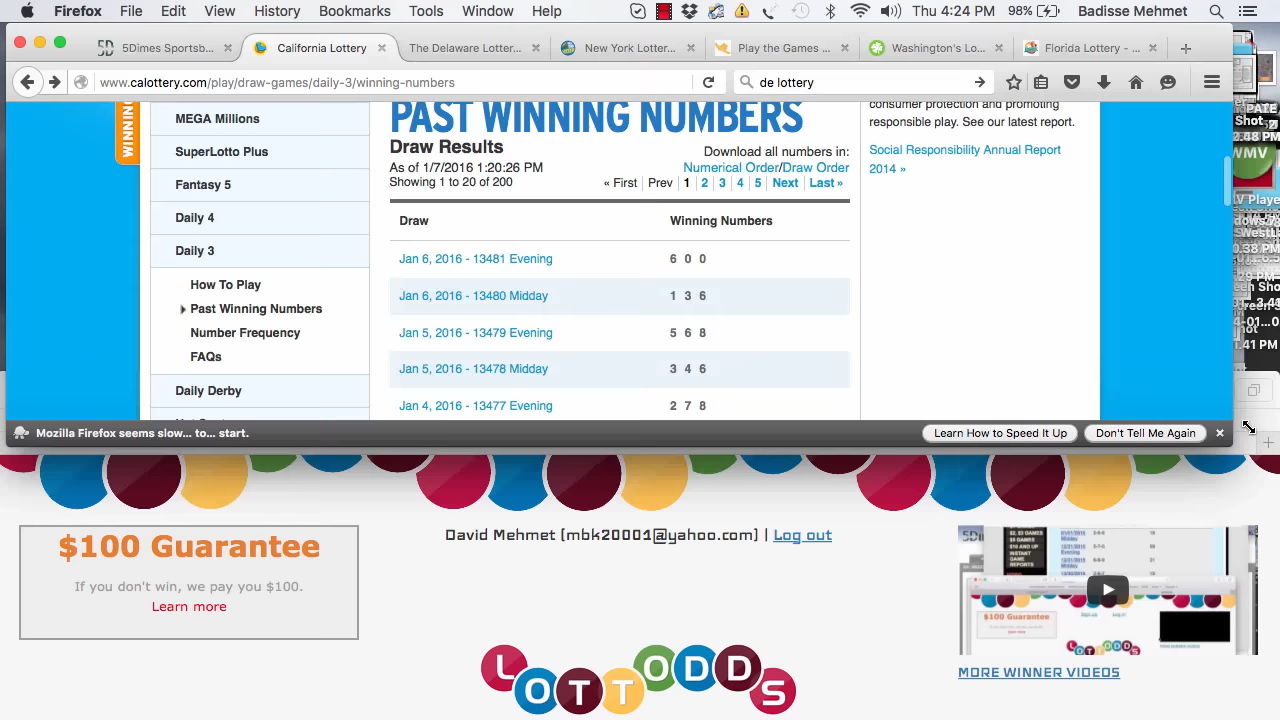 Firefox File Edit View History Bookmarks Tools Window Help Thu 4:24 PM 98% Badisse Mehmet
5Dimes Sportsb... California Lottery The Delaware Lotter... New York Lotter... Play the Games... Washington's Florida Lottery - ...
www.calottery.com/play/draw-games/daily-3/winning-numbers de lottery
WINNING
MEGA Millions
SuperLotto Plus
Fantasy 5
Daily 4
Daily 3
How To Play
Past Winning Numbers
Number Frequency
FAQs
Daily Derby
PAST WINNING NUMBERS
Draw Results
As of 1/7/2016 1:20:26 PM
Showing 1 to 20 of 200
Download all numbers in:
Numerical Order/Draw Order
« First Prev 1 2 3 4 5 Next Last »
Draw Winning Numbers
Jan 6, 2016 - 13481 Evening 6 0 0
Jan 6, 2016 - 13480 Midday 1 3 6
Jan 5, 2016 - 13479 Evening 5 6 8
Jan 5, 2016 - 13478 Midday 3 4 6
Jan 4, 2016 - 13477 Evening 2 7 8
consumer protection and promoting
responsible play. See our latest report.
Social Responsibility Annual Report
2014 »
Mozilla Firefox seems slow... to... start. Learn How to Speed It Up Don't Tell Me Again
$100 Guarantee
If you don't win, we pay you $100.
Learn more
David Mehmet [mbk20001@yahoo.com] | Log out
LOTTODDS
MORE WINNER VIDEOS